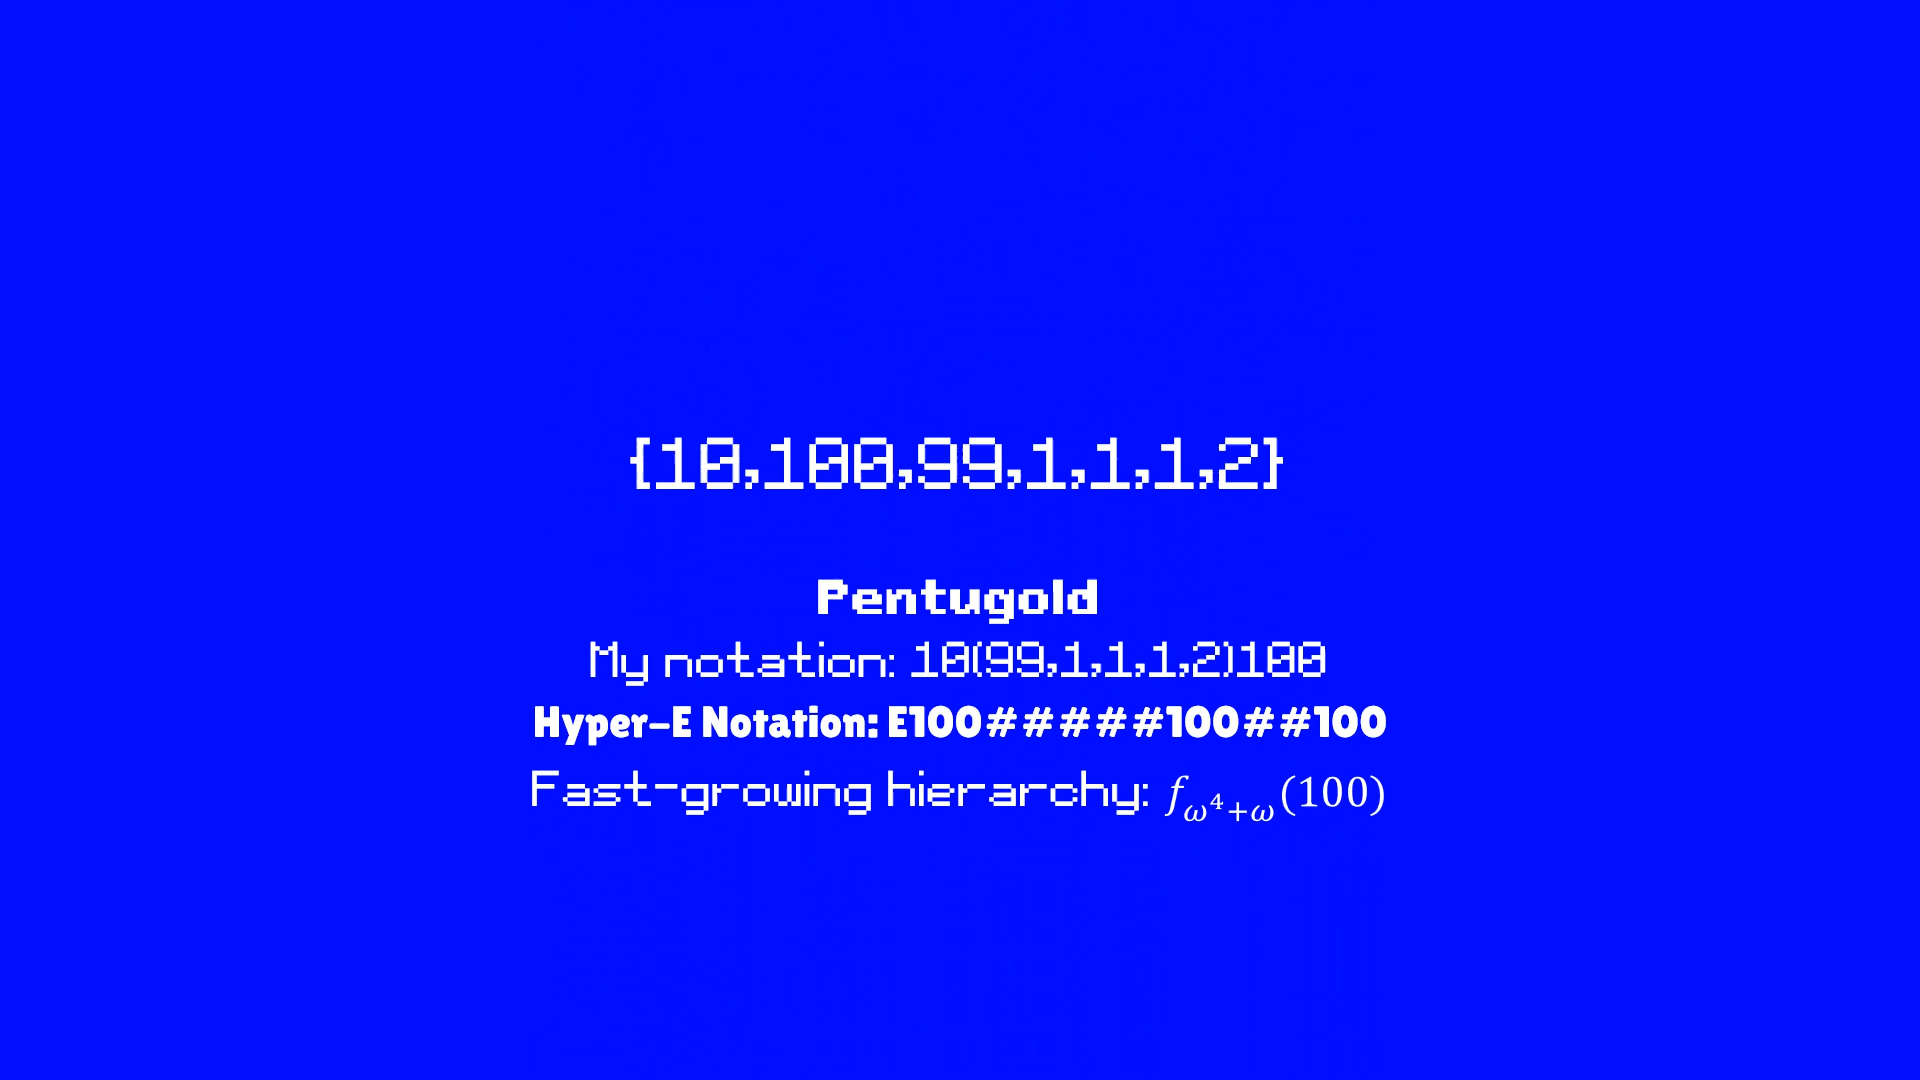 {10,100,99,1,1,1,2}
Pentugold
My notation: 10(99,1,1,1,2)100
Hyper-E Notation: E100#####100##100
Fast-growing hierarchy: f_{ω⁴+ω}(100)